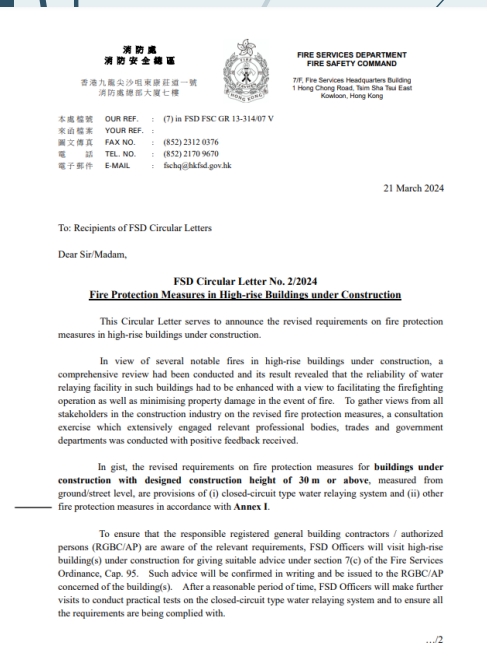 消防處
消防安全總區
香港九龍尖沙咀東康莊道一號
消防處總部大廈七樓
HONG KONG
FIRE SERVICES DEPARTMENT
FIRE SAFETY COMMAND
7/F, Fire Services Headquarters Building
1 Hong Chong Road, Tsim Sha Tsui East
Kowloon, Hong Kong
本處檔號 OUR REF. : (7) in FSD FSC GR 13-314/07 V
來函檔案 YOUR REF. :
圖文傳真 FAX NO. : (852) 2312 0376
電 話 TEL. NO. : (852) 2170 9670
電子郵件 E-MAIL : fschq@hkfsd.gov.hk
21 March 2024
To: Recipients of FSD Circular Letters
Dear Sir/Madam,
FSD Circular Letter No. 2/2024
Fire Protection Measures in High-rise Buildings under Construction
This Circular Letter serves to announce the revised requirements on fire protection
measures in high-rise buildings under construction.
In view of several notable fires in high-rise buildings under construction, a
comprehensive review had been conducted and its result revealed that the reliability of water
relaying facility in such buildings had to be enhanced with a view to facilitating the firefighting
operation as well as minimising property damage in the event of fire. To gather views from all
stakeholders in the construction industry on the revised fire protection measures, a consultation
exercise which extensively engaged relevant professional bodies, trades and government
departments was conducted with positive feedback received.
In gist, the revised requirements on fire protection measures for buildings under
construction with designed construction height of 30 m or above, measured from
ground/street level, are provisions of (i) closed-circuit type water relaying system and (ii) other
fire protection measures in accordance with Annex I.
To ensure that the responsible registered general building contractors / authorized
persons (RGBC/AP) are aware of the relevant requirements, FSD Officers will visit high-rise
building(s) under construction for giving suitable advice under section 7(c) of the Fire Services
Ordinance, Cap. 95. Such advice will be confirmed in writing and be issued to the RGBC/AP
concerned of the building(s). After a reasonable period of time, FSD Officers will make further
visits to conduct practical tests on the closed-circuit type water relaying system and to ensure all
the requirements are being complied with.
…/2